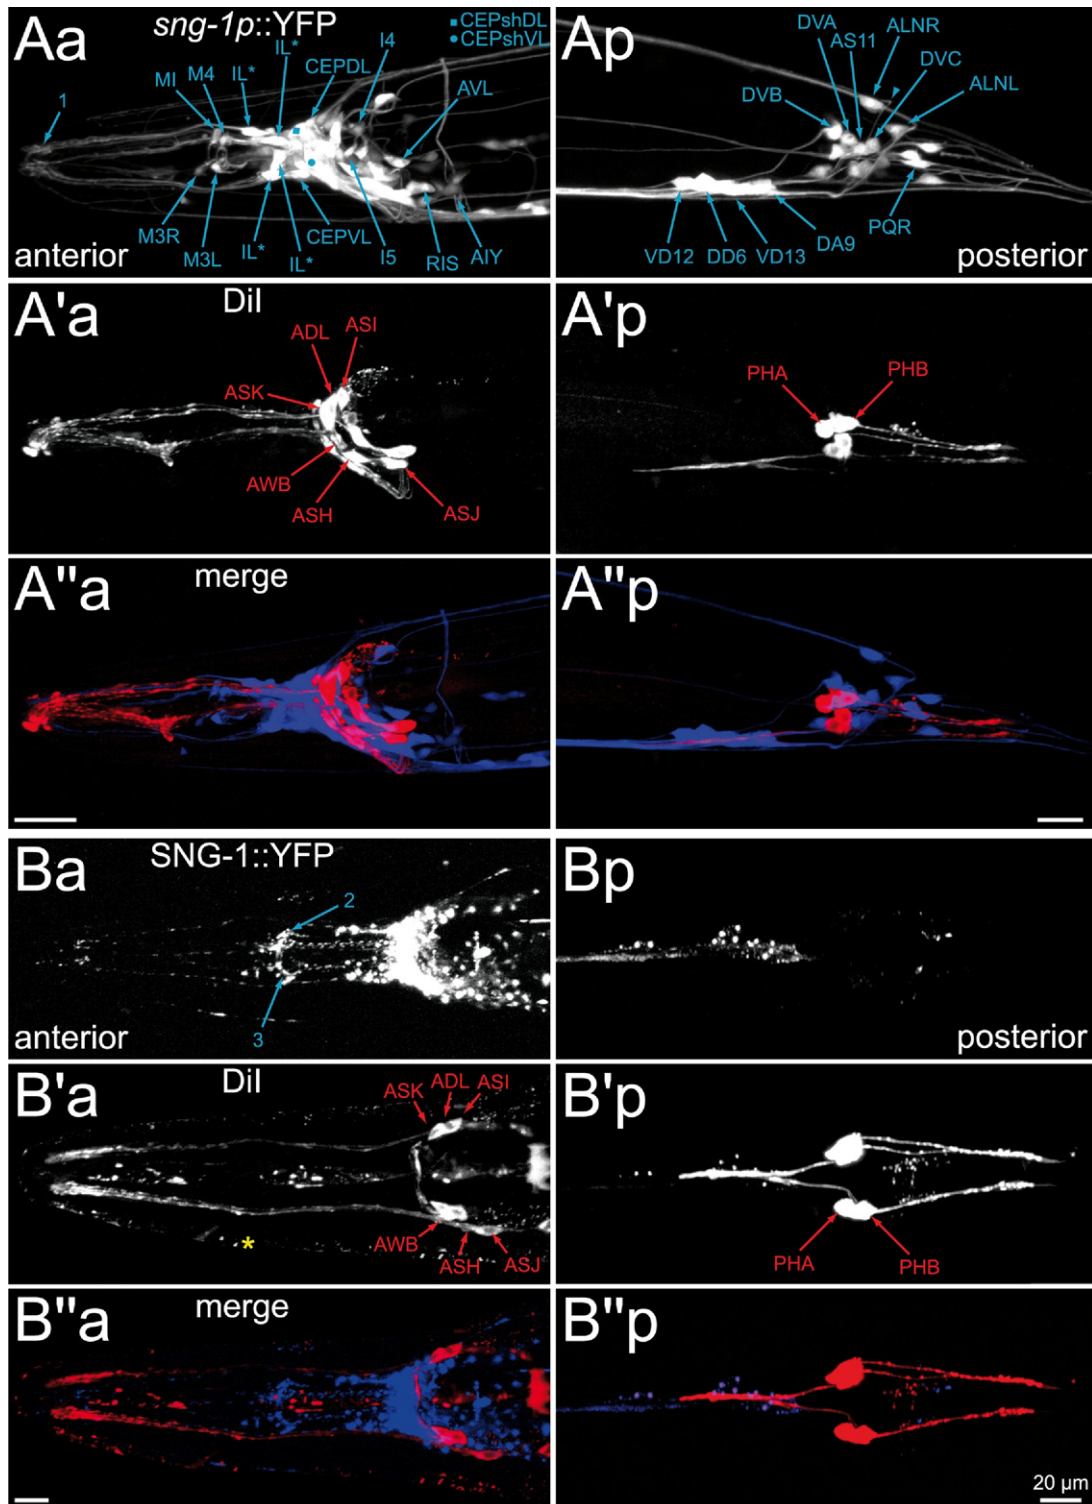 Aa
sng-1p::YFP
CEPshDL
CEPshVL
IL*
I4
M4
IL*
CEPDL
MI
AVL
1
M3R
M3L
IL*
CEPVL
IL*
I5
RIS
AIY
anterior
Ap
DVA
ALNR
AS11
DVC
DVB
ALNL
VD12
DD6
VD13
DA9
PQR
posterior
A'a
DiI
ADL
ASI
ASK
AWB
ASH
ASJ
A'p
PHA
PHB
A"a
merge
A"p
Ba
SNG-1::YFP
2
3
anterior
Bp
posterior
B'a
DiI
ASK
ADL
ASI
AWB
ASH
ASJ
*
B'p
PHA
PHB
B"a
merge
B"p
20 µm